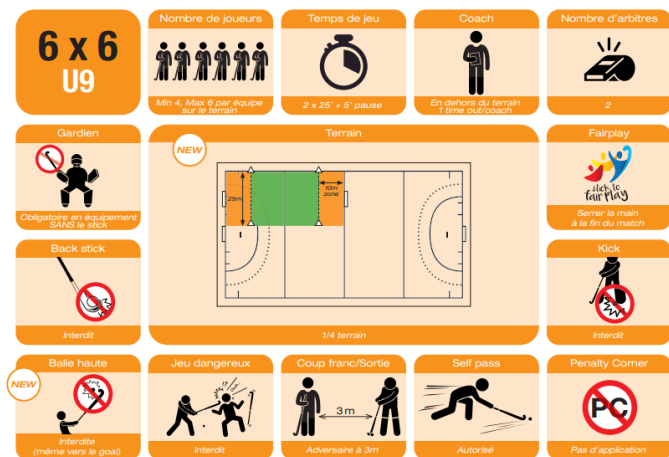 6 x 6
U9
Nombre de joueurs
Min 4, Max 6 par équipe
sur le terrain
Temps de jeu
2 x 25' + 5' pause
Coach
En dehors du terrain
1 time out/coach
Nombre d'arbitres
2
Gardien
Obligatoire en équipement
SANS le stick
NEW
Terrain
25m
10m
zone
1/4 terrain
Fairplay
stick to
fair play
Serrer la main
à la fin du match
Back stick
Interdit
Kick
Interdit
NEW
Balle haute
Interdite
(même vers le goal)
Jeu dangereux
Interdit
Coup franc/Sortie
3 m
Adversaire à 3m
Self pass
Autorisé
Penalty Corner
PC
Pas d'application